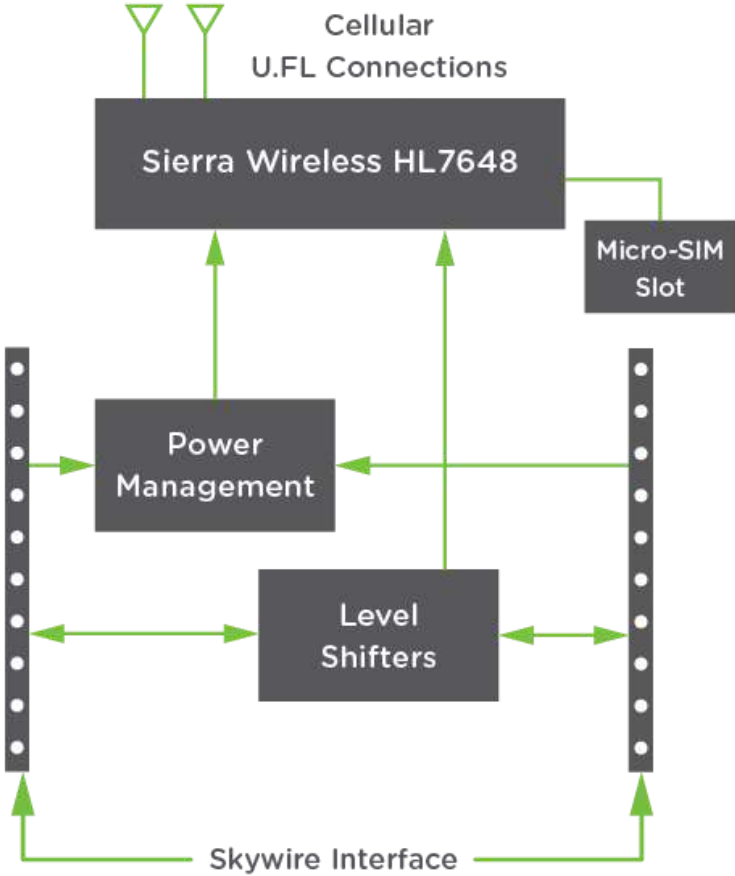 Cellular
U.FL Connections
Sierra Wireless HL7648
Micro-SIM
Slot
Power
Management
Level
Shifters
Skywire Interface